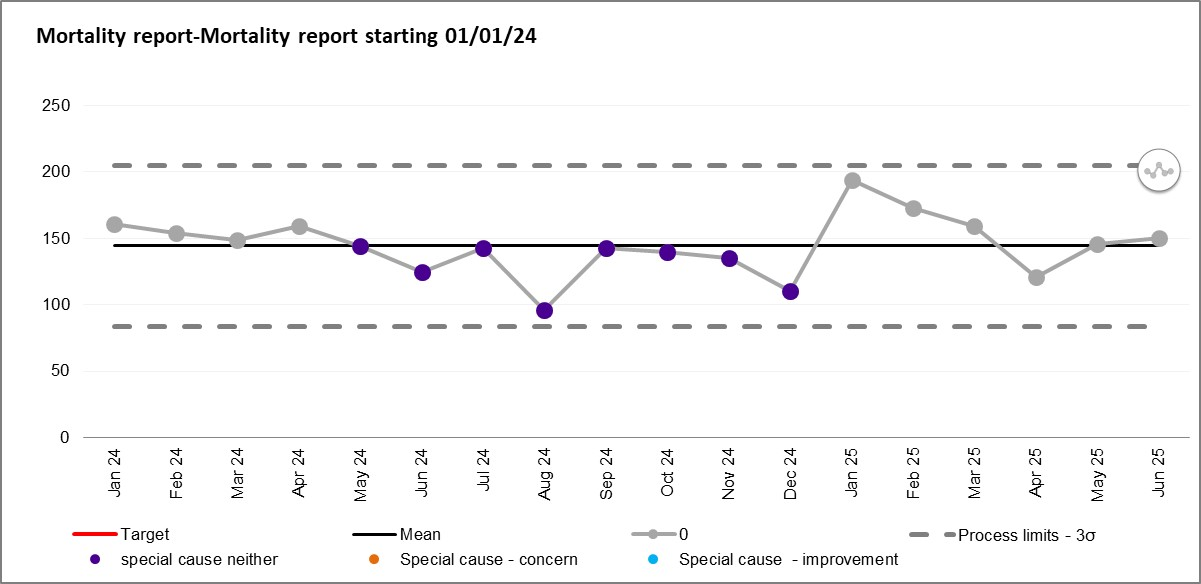 Mortality report-Mortality report starting 01/01/24
250
200
150
100
50
0
Jan 24
Feb 24
Mar 24
Apr 24
May 24
Jun 24
Jul 24
Aug 24
Sep 24
Oct 24
Nov 24
Dec 24
Jan 25
Feb 25
Mar 25
Apr 25
May 25
Jun 25
Target Mean 0 Process limits - 3σ
special cause neither Special cause - concern Special cause  - improvement